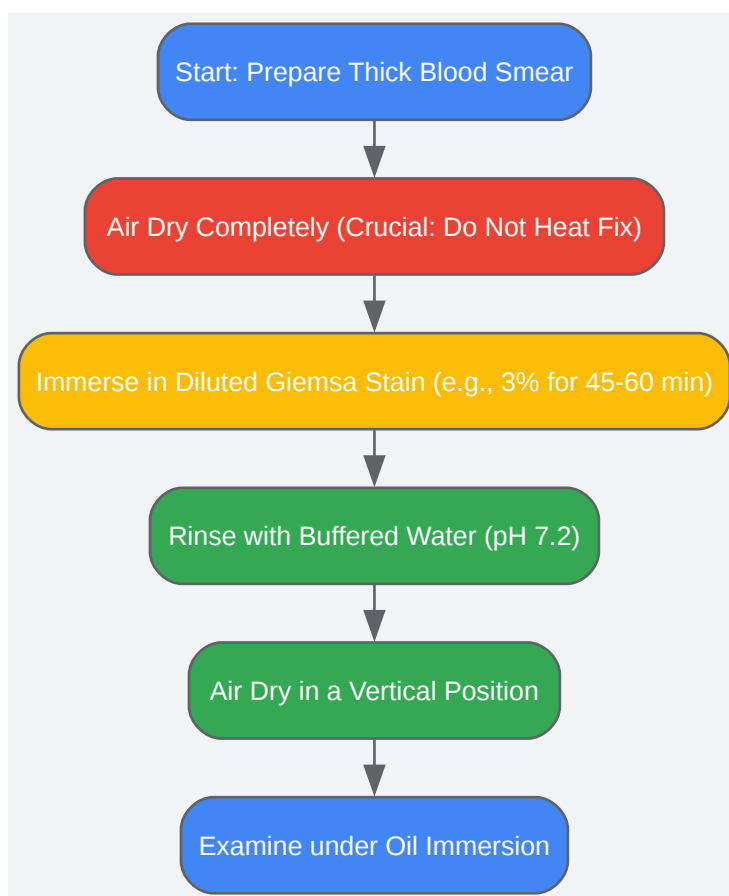 Start: Prepare Thick Blood Smear
Air Dry Completely (Crucial: Do Not Heat Fix)
Immerse in Diluted Giemsa Stain (e.g., 3% for 45-60 min)
Rinse with Buffered Water (pH 7.2)
Air Dry in a Vertical Position
Examine under Oil Immersion